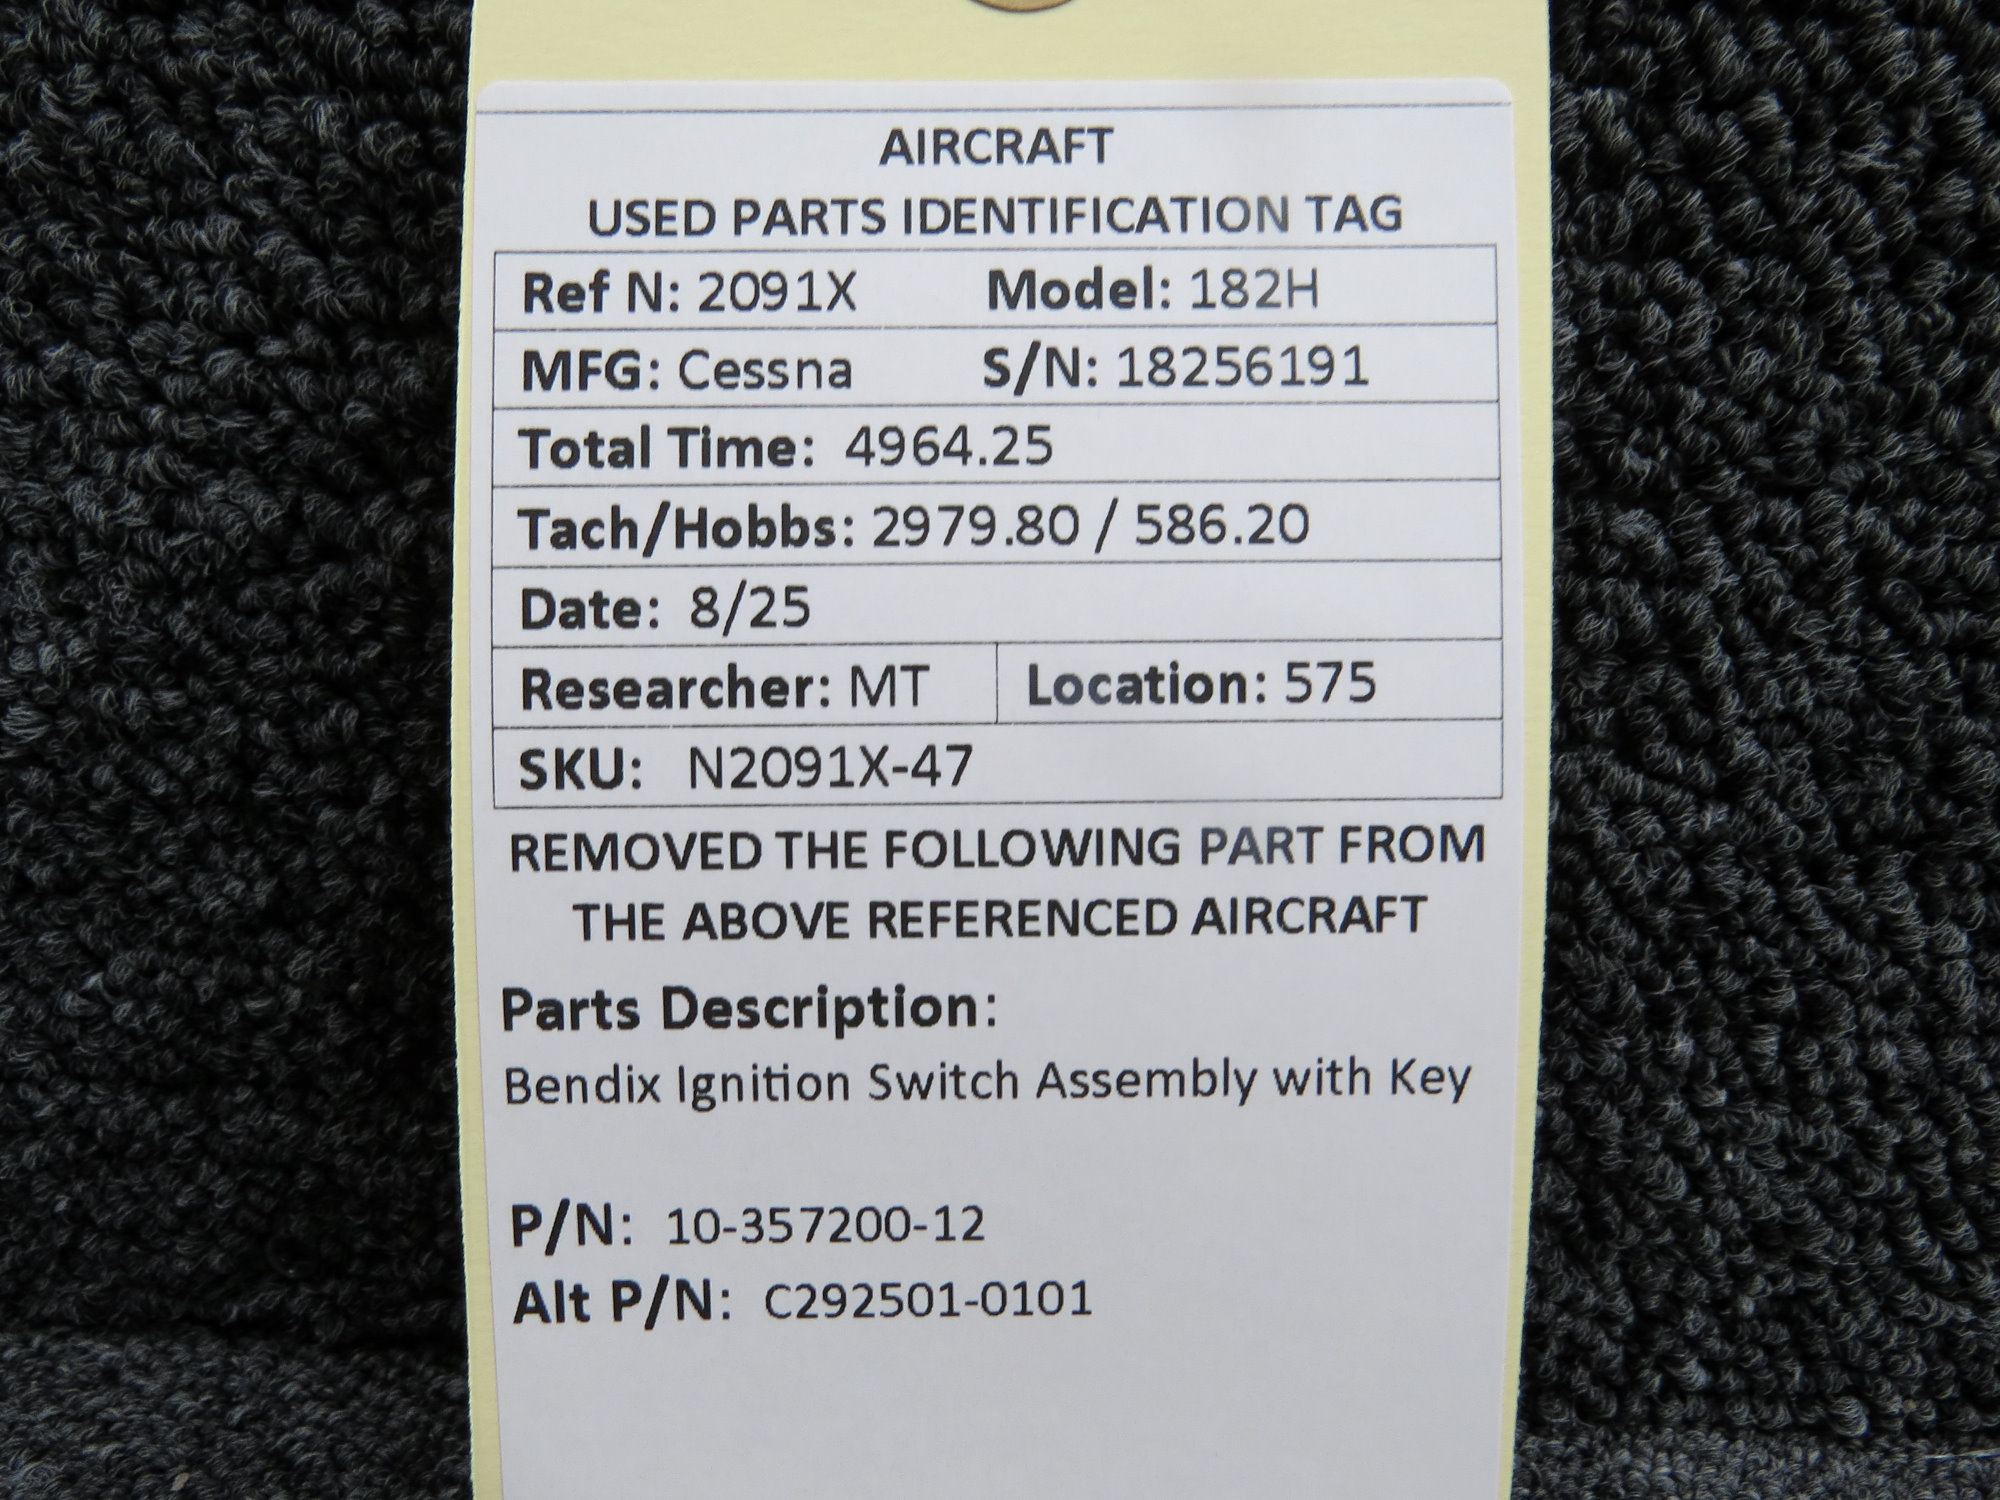 AIRCRAFT
USED PARTS IDENTIFICATION TAG
Ref N: 2091X Model: 182H
MFG: Cessna S/N: 18256191
Total Time: 4964.25
Tach/Hobbs: 2979.80 / 586.20
Date: 8/25
Researcher: MT Location: 575
SKU: N2091X-47
REMOVED THE FOLLOWING PART FROM
THE ABOVE REFERENCED AIRCRAFT
Parts Description:
Bendix Ignition Switch Assembly with Key
P/N: 10-357200-12
Alt P/N: C292501-0101